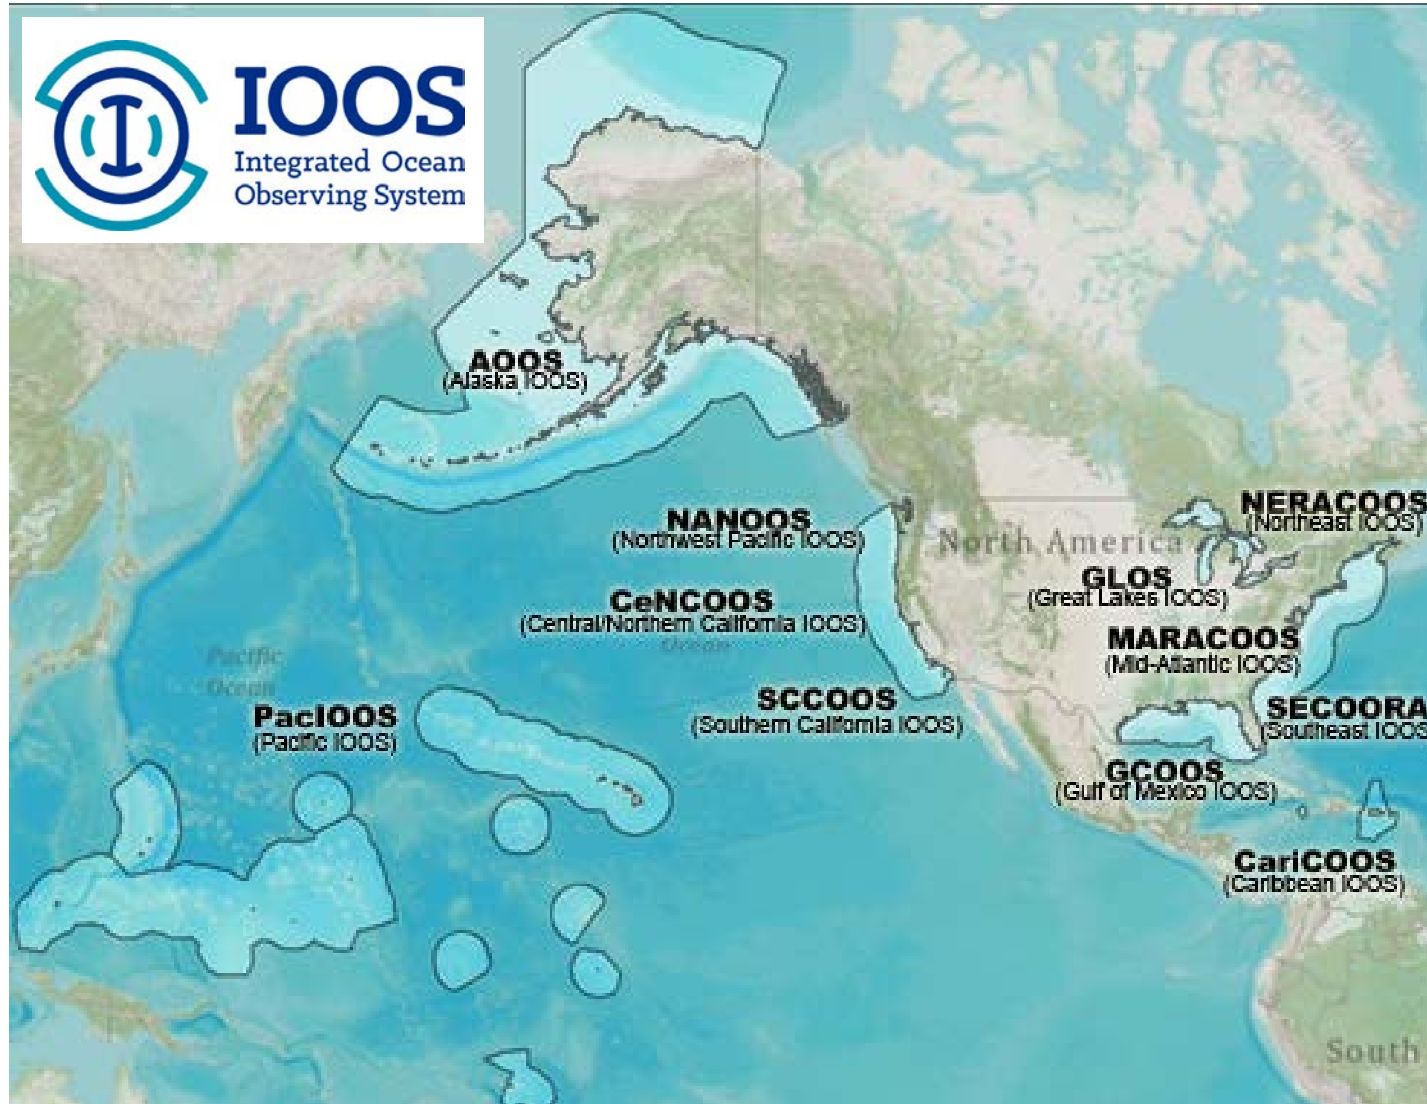 IOOS
Integrated Ocean
Observing System
AOOS
(Alaska IOOS)
NERACOOS
(Northeast IOOS)
NANOOS
(Northwest Pacific IOOS)
North America
GLOS
(Great Lakes IOOS)
CeNCOOS
(Central/Northern California IOOS)
Ocean
MARACOOS
(Mid-Atlantic IOOS)
Pacific
Ocean
SCCOOS
(Southern California IOOS)
PacIOOS
(Pacific IOOS)
SECOORA
(Southeast IOOS
GCOOS
(Gulf of Mexico IOOS)
CariCOOS
(Caribbean IOOS)
South